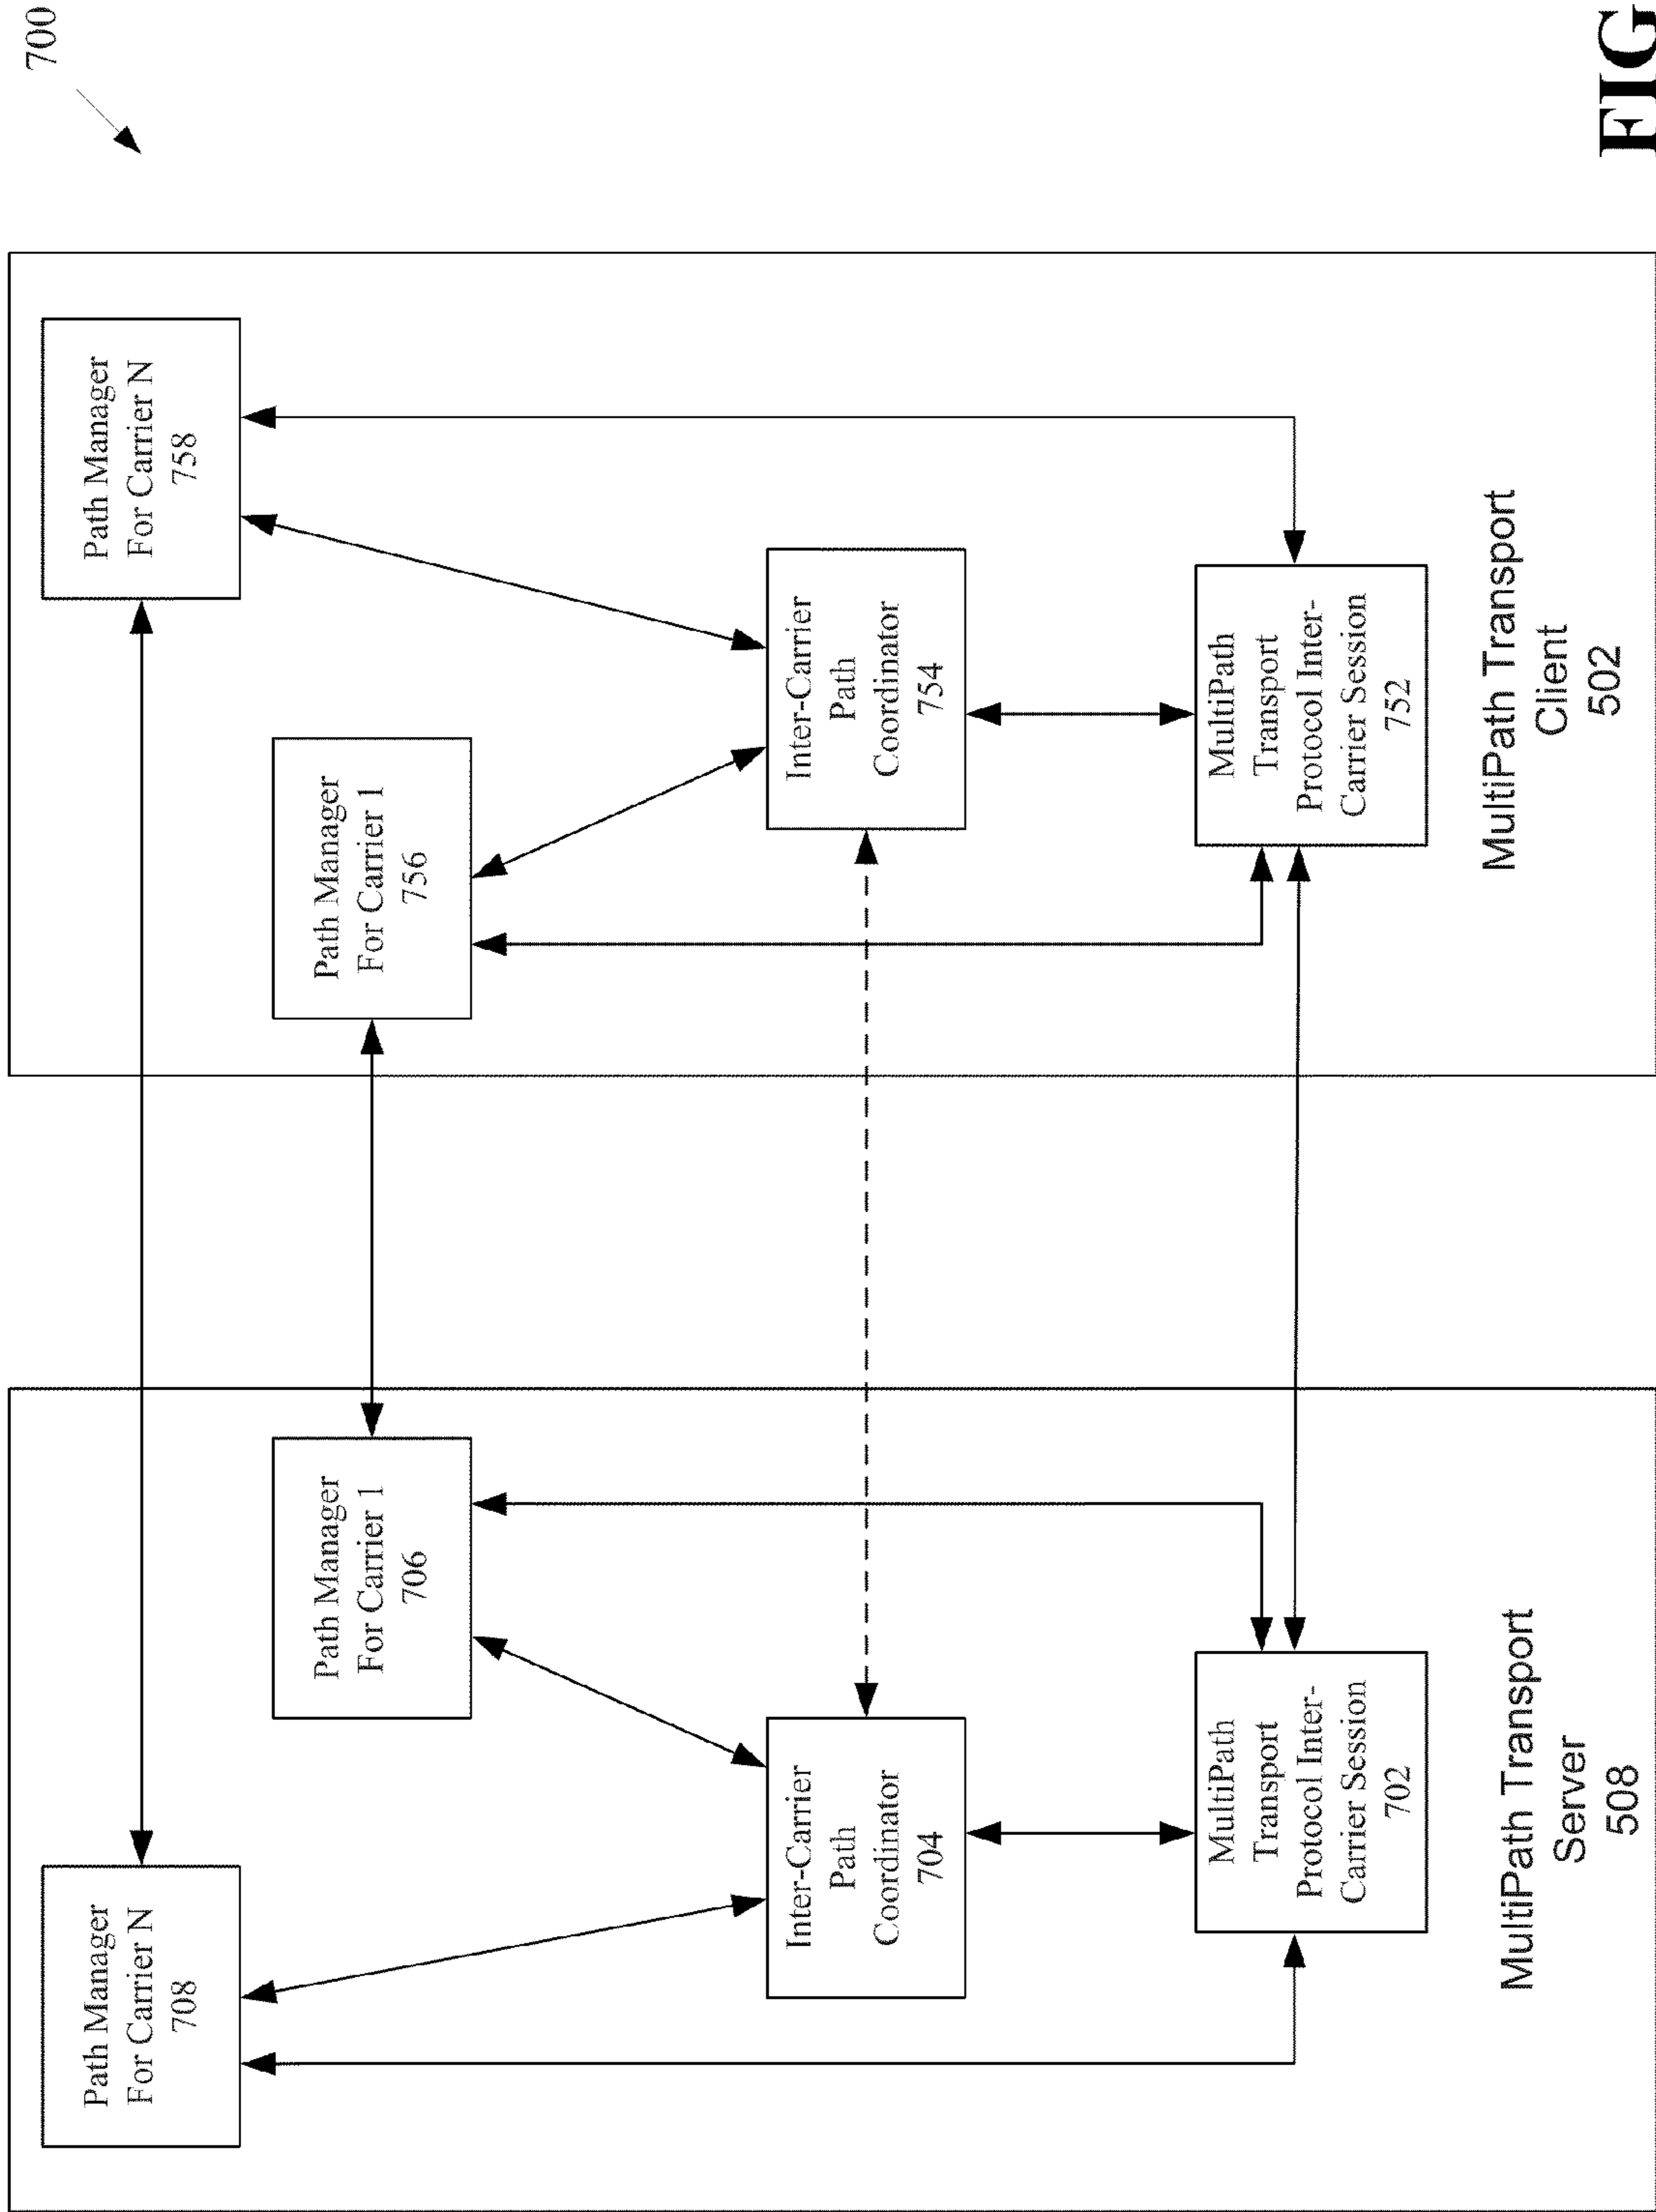 700
Path Manager
For Carrier N
708
Path Manager
For Carrier 1
706
Inter-Carrier
Path
Coordinator
704
MultiPath
Transport
Protocol Inter-
Carrier Session
702
MultiPath Transport
Server
508
Path Manager
For Carrier N
758
Path Manager
For Carrier 1
756
Inter-Carrier
Path
Coordinator
754
MultiPath
Transport
Protocol Inter-
Carrier Session
752
MultiPath Transport
Client
502
FIG